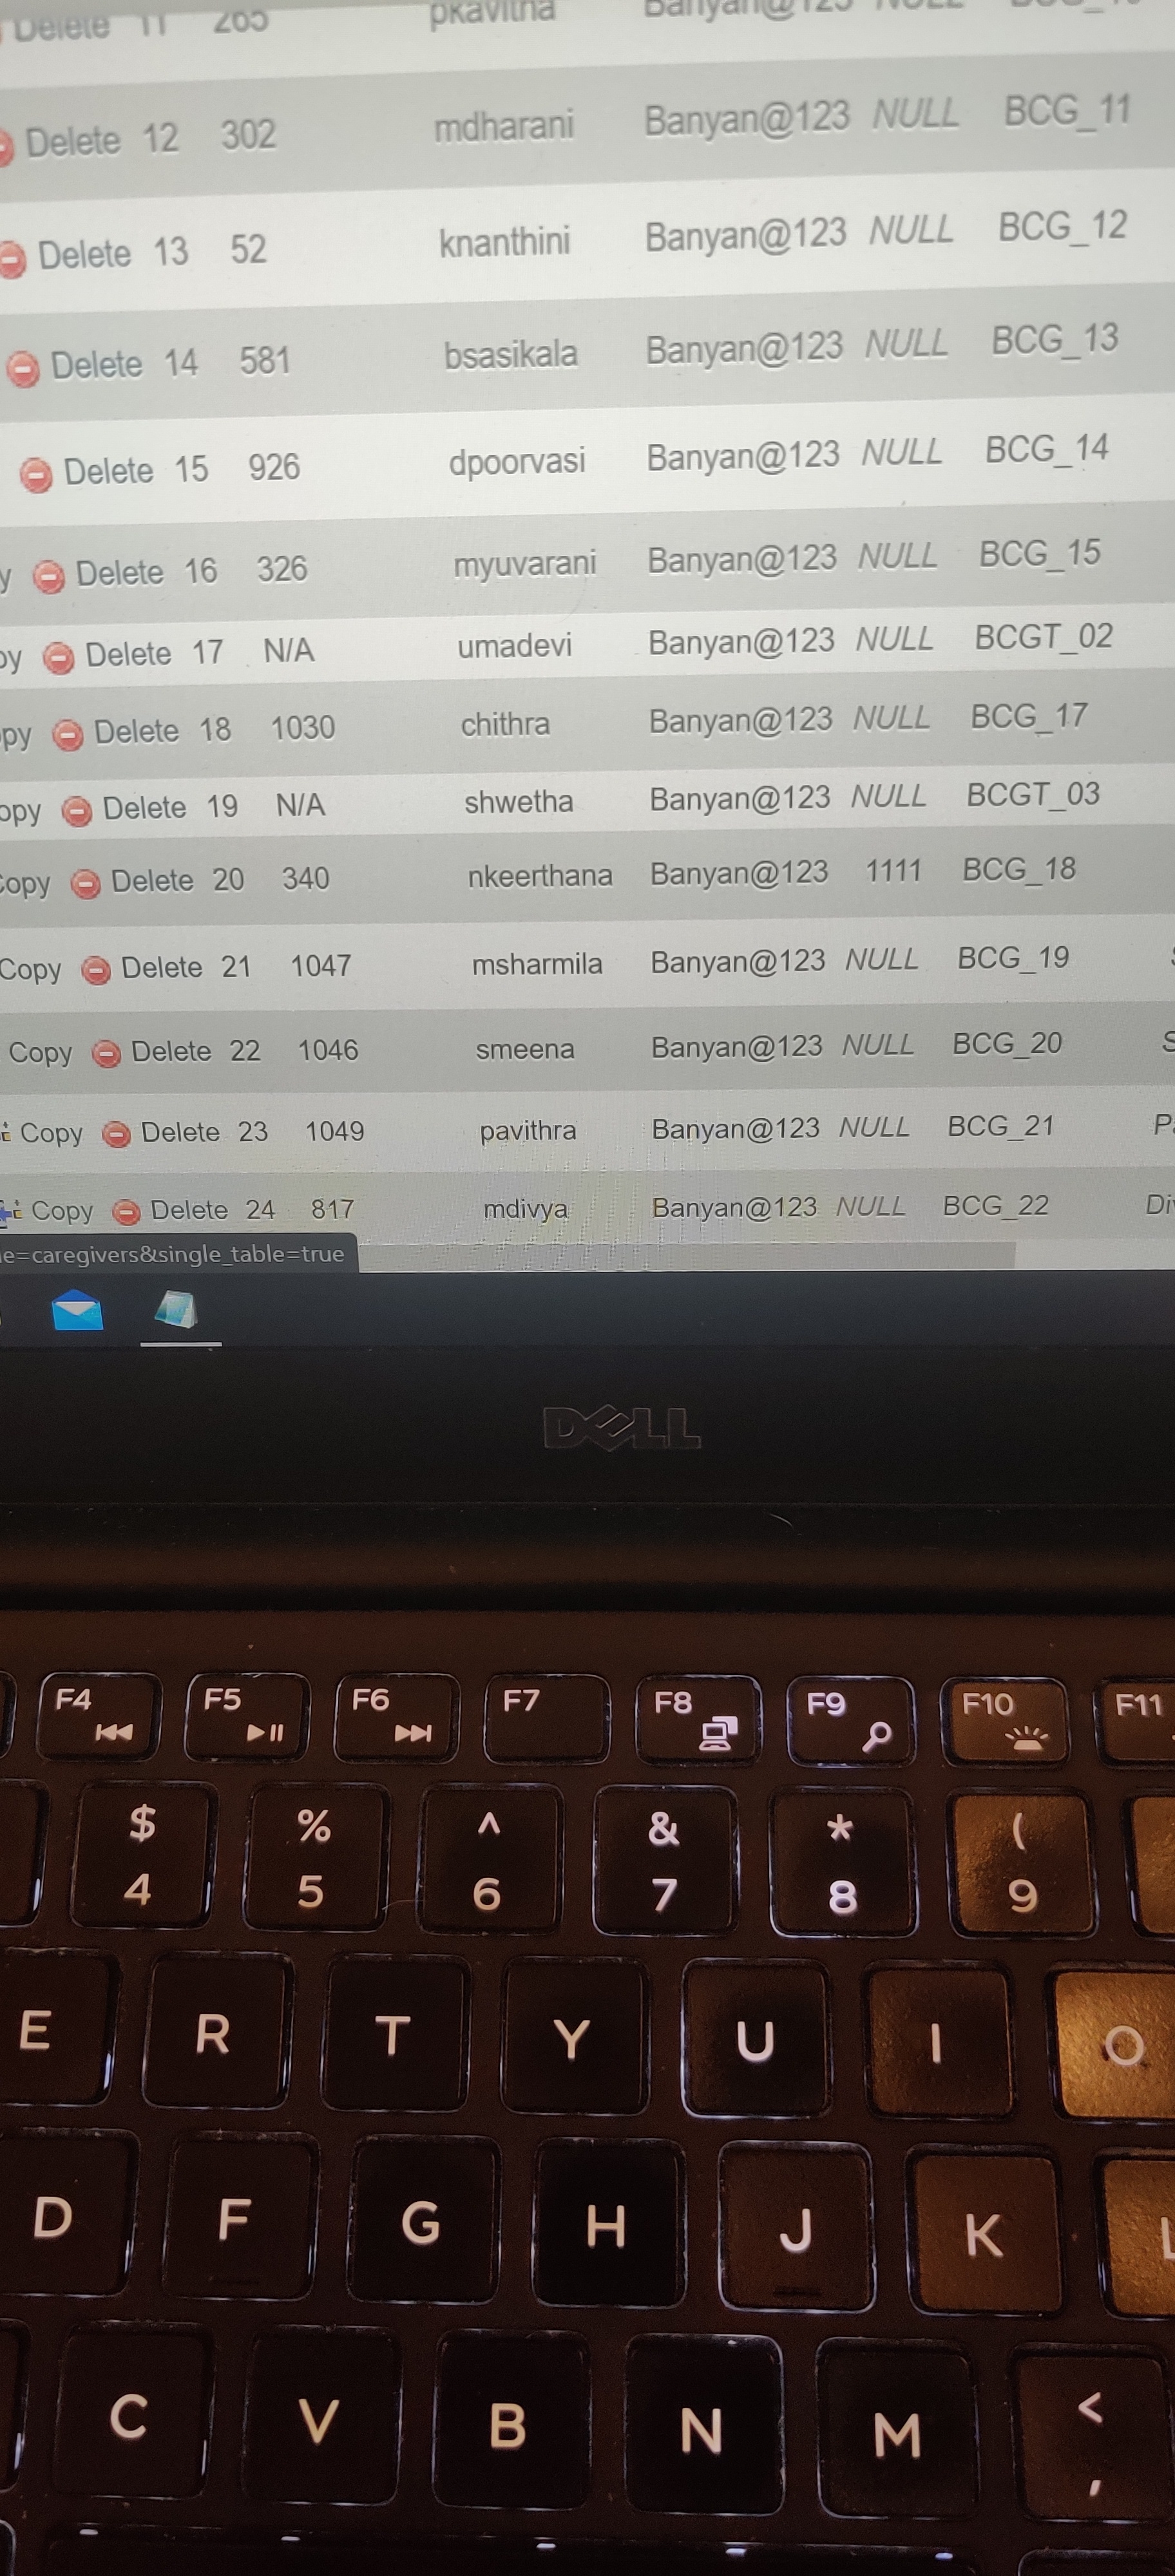 Delete 11 265 pkavitha Banyan@123 NULL
Delete 12 302 mdharani Banyan@123 NULL BCG_11
Delete 13 52 knanthini Banyan@123 NULL BCG_12
Delete 14 581 bsasikala Banyan@123 NULL BCG_13
Delete 15 926 dpoorvasi Banyan@123 NULL BCG_14
y Delete 16 326 myuvarani Banyan@123 NULL BCG_15
py Delete 17 N/A umadevi Banyan@123 NULL BCGT_02
py Delete 18 1030 chithra Banyan@123 NULL BCG_17
opy Delete 19 N/A shwetha Banyan@123 NULL BCGT_03
Copy Delete 20 340 nkeerthana Banyan@123 1111 BCG_18
Copy Delete 21 1047 msharmila Banyan@123 NULL BCG_19
Copy Delete 22 1046 smeena Banyan@123 NULL BCG_20 S
Copy Delete 23 1049 pavithra Banyan@123 NULL BCG_21 Pa
Copy Delete 24 817 mdivya Banyan@123 NULL BCG_22 Div
le=caregivers&single_table=true
DELL
F4 F5 F6 F7 F8 F9 F10 F11
$ % ^ & * (
4 5 6 7 8 9
E R T Y U I O
D F G H J K L
C V B N M <
,